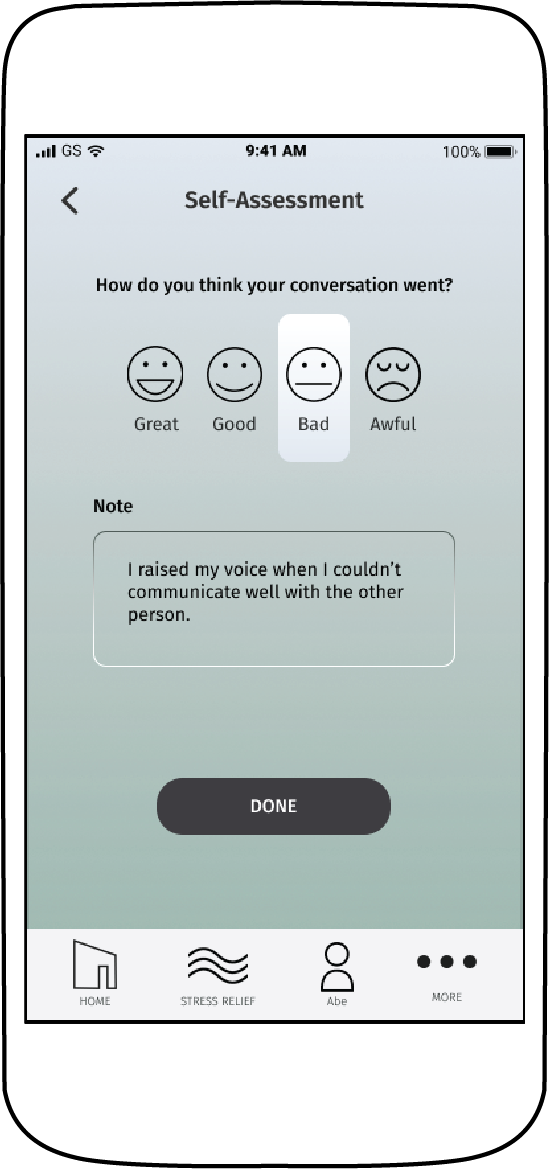 GS 9:41 AM 100%
Self-Assessment
How do you think your conversation went?
Great Good Bad Awful
Note
I raised my voice when I couldn’t
communicate well with the other
person.
DONE
HOME STRESS RELIEF Abe MORE